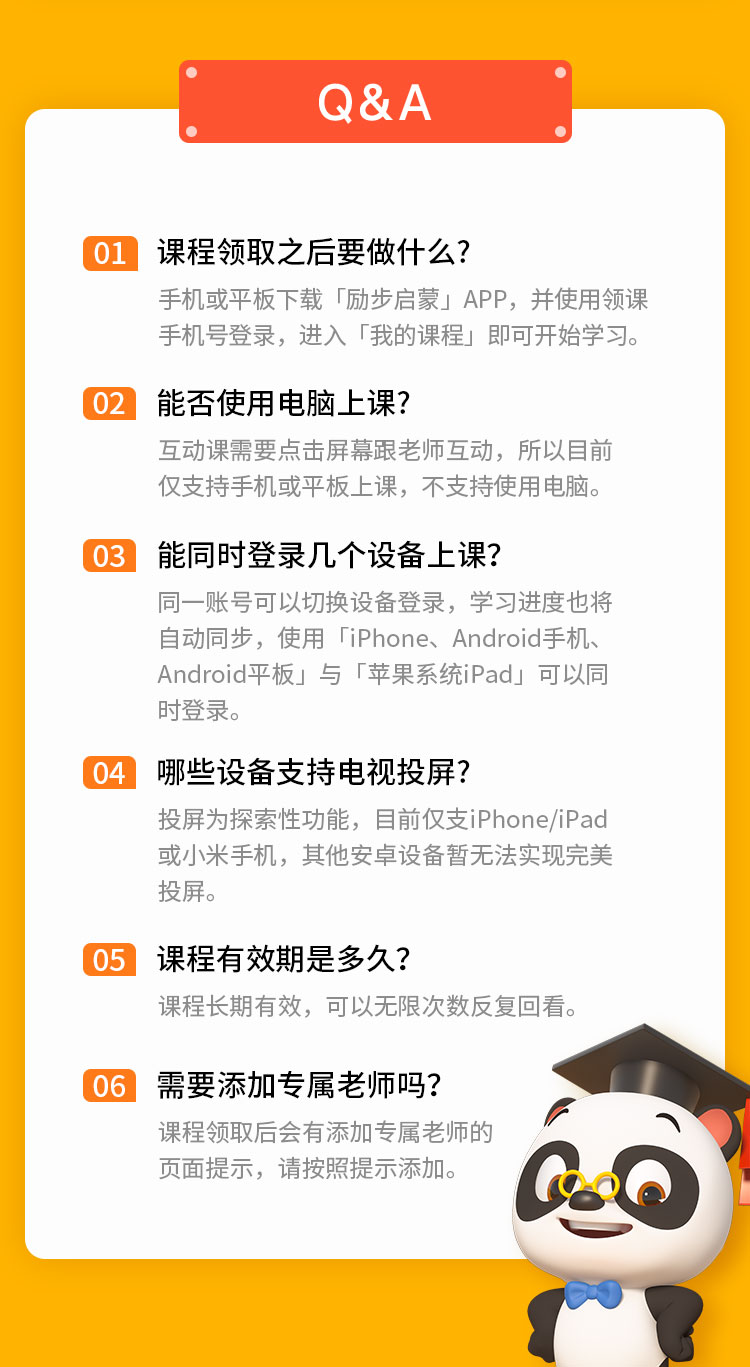 Q&A
01 课程领取之后要做什么?
手机或平板下载「励步启蒙」APP，并使用领课
手机号登录，进入「我的课程」即可开始学习。
02 能否使用电脑上课?
互动课需要点击屏幕跟老师互动，所以目前
仅支持手机或平板上课，不支持使用电脑。
03 能同时登录几个设备上课?
同一账号可以切换设备登录，学习进度也将
自动同步，使用「iPhone、Android手机、
Android平板」与「苹果系统iPad」可以同
时登录。
04 哪些设备支持电视投屏?
投屏为探索性功能，目前仅支iPhone/iPad
或小米手机，其他安卓设备暂无法实现完美
投屏。
05 课程有效期是多久?
课程长期有效，可以无限次数反复回看。
06 需要添加专属老师吗?
课程领取后会有添加专属老师的
页面提示，请按照提示添加。